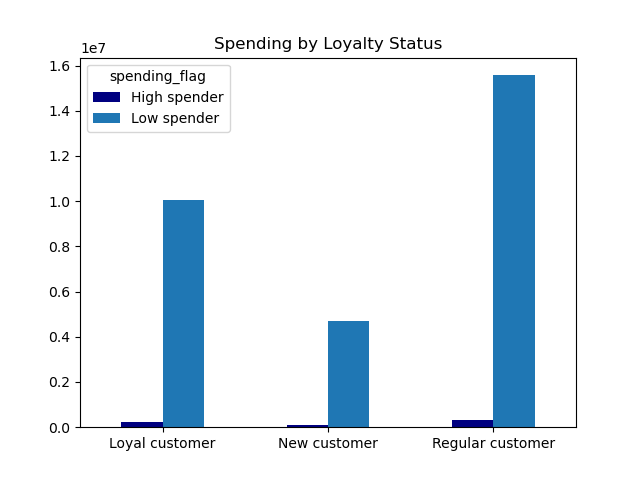 Spending by Loyalty Status
1e7
1.6
1.4
1.2
1.0
0.8
0.6
0.4
0.2
0.0
spending_flag
High spender
Low spender
Loyal customer New customer Regular customer